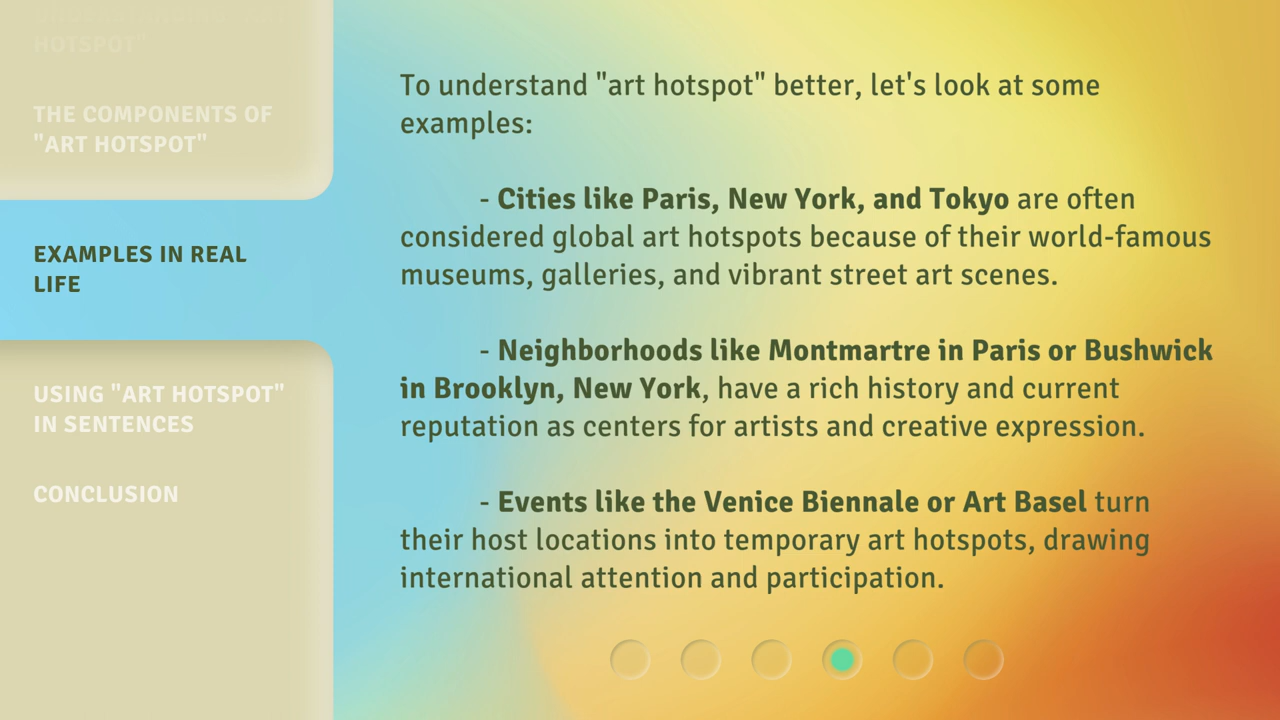 HOTSPOT"
THE COMPONENTS OF
"ART HOTSPOT"
EXAMPLES IN REAL
LIFE
USING "ART HOTSPOT"
IN SENTENCES
CONCLUSION
To understand "art hotspot" better, let's look at some
examples:
- Cities like Paris, New York, and Tokyo are often
considered global art hotspots because of their world-famous
museums, galleries, and vibrant street art scenes.
- Neighborhoods like Montmartre in Paris or Bushwick
in Brooklyn, New York, have a rich history and current
reputation as centers for artists and creative expression.
- Events like the Venice Biennale or Art Basel turn
their host locations into temporary art hotspots, drawing
international attention and participation.